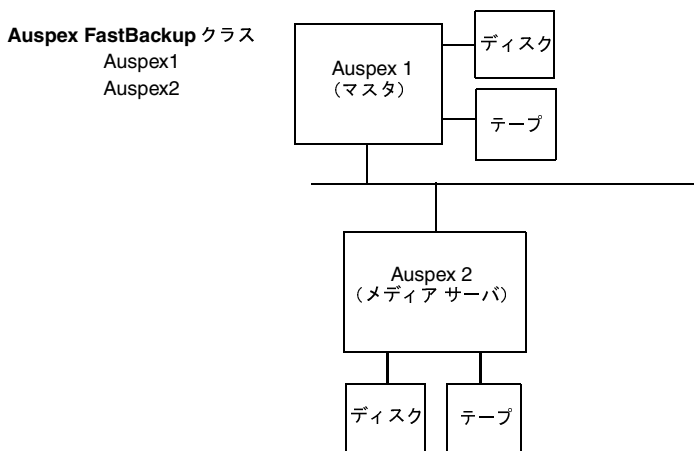 Auspex FastBackup クラス
Auspex1
Auspex2
Auspex 1
（マスタ）
ディスク
テープ
Auspex 2
（メディア サーバ）
ディスク
テープ